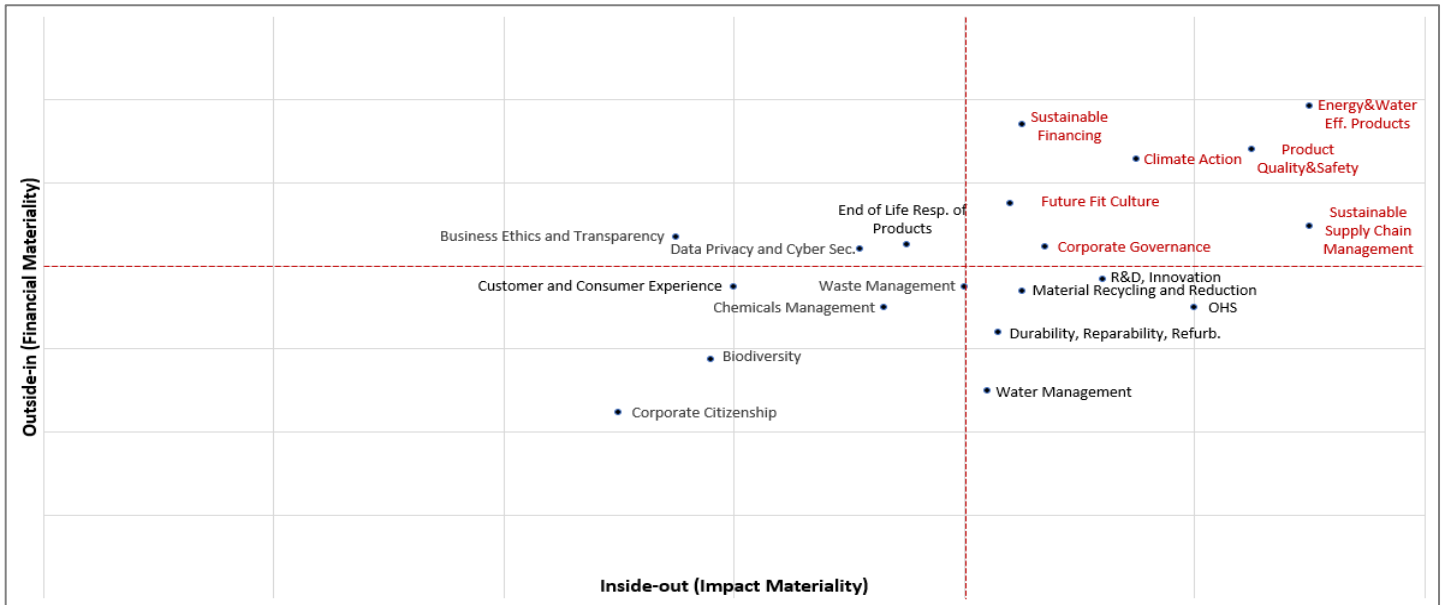 Energy&Water
Eff. Products
Sustainable
Financing
Product
Quality&Safety
Climate Action
Future Fit Culture
End of Life Resp. of
Products
Sustainable
Supply Chain
Management
Business Ethics and Transparency
Data Privacy and Cyber Sec.
Corporate Governance
R&D, Innovation
Customer and Consumer Experience
Waste Management
Material Recycling and Reduction
Chemicals Management
OHS
Durability, Reparability, Refurb.
Biodiversity
Water Management
Corporate Citizenship
Outside-in (Financial Materiality)
Inside-out (Impact Materiality)